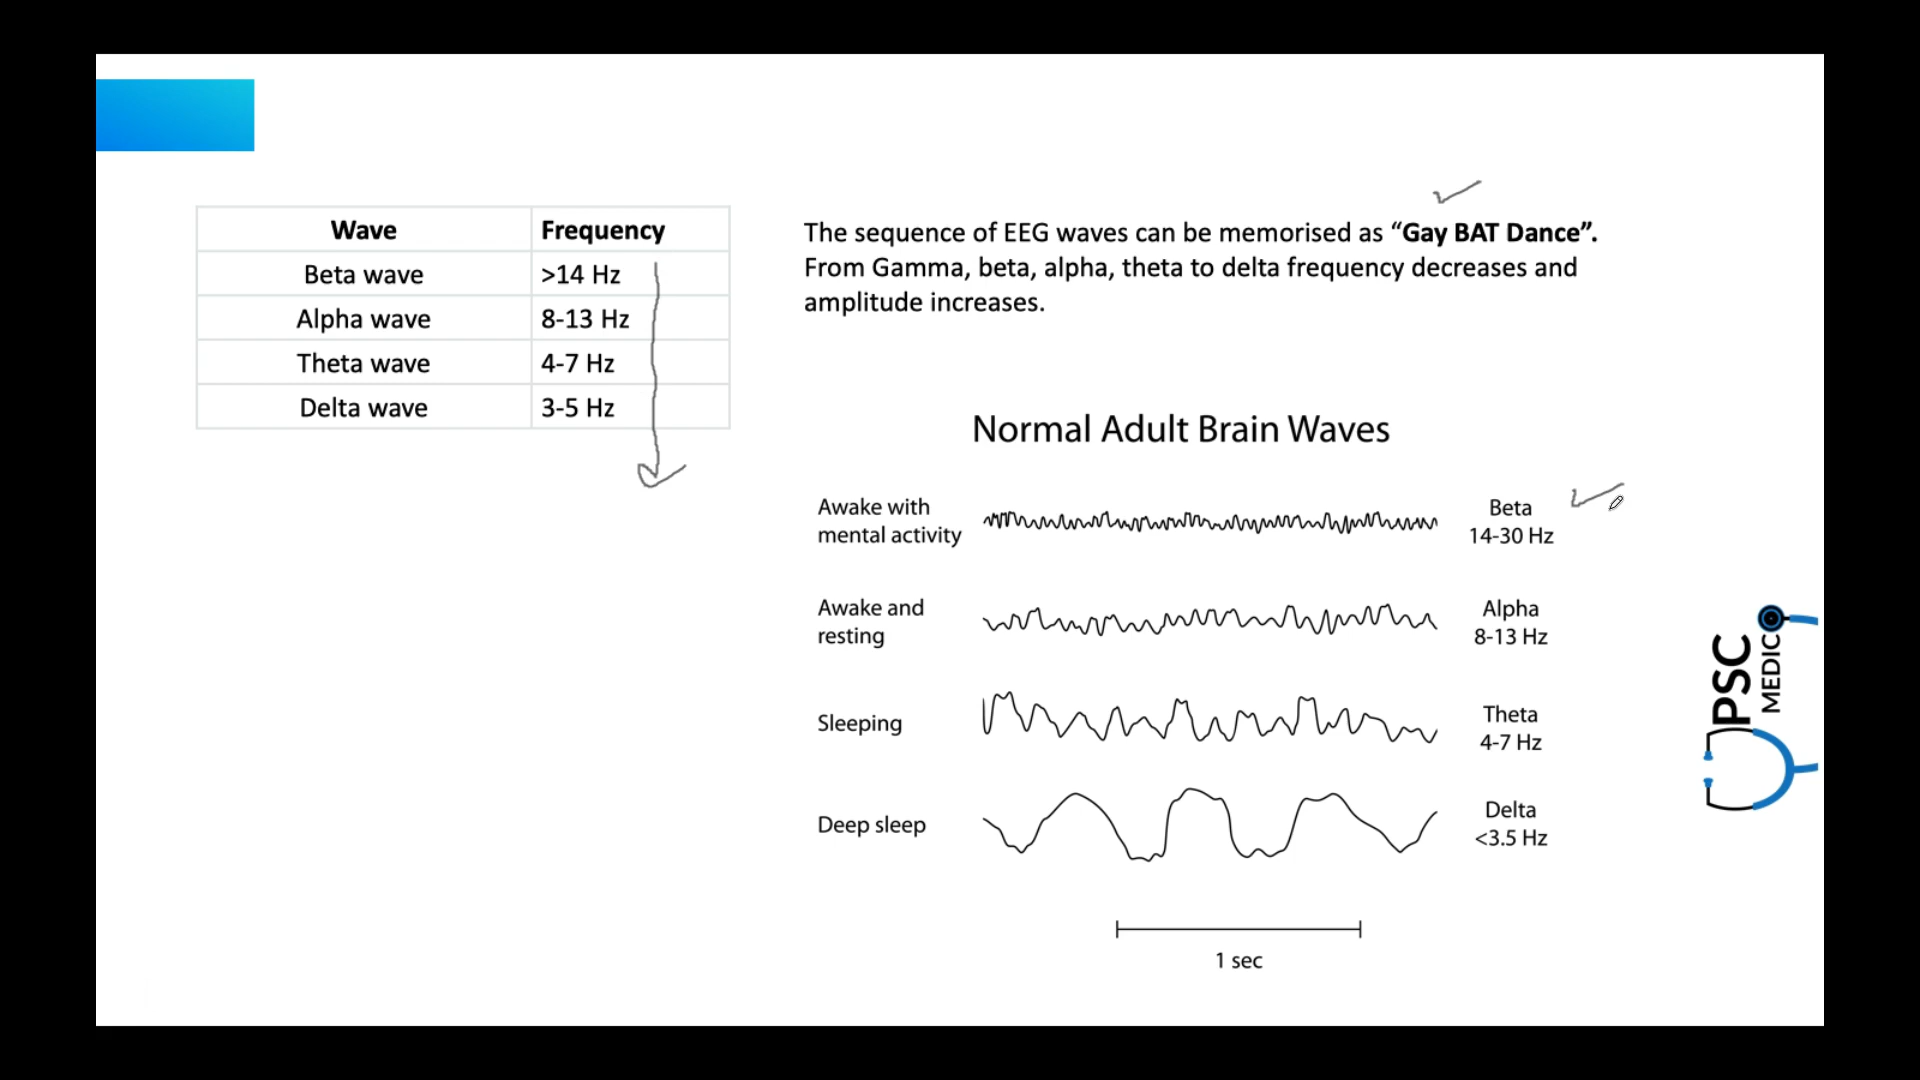 Wave Frequency
Beta wave >14 Hz
Alpha wave 8-13 Hz
Theta wave 4-7 Hz
Delta wave 3-5 Hz
The sequence of EEG waves can be memorised as “Gay BAT Dance”.
From Gamma, beta, alpha, theta to delta frequency decreases and
amplitude increases.
Normal Adult Brain Waves
Awake with
mental activity
Beta
14-30 Hz
Awake and
resting
Alpha
8-13 Hz
Sleeping
Theta
4-7 Hz
Deep sleep
Delta
<3.5 Hz
1 sec
PSC
MEDIC